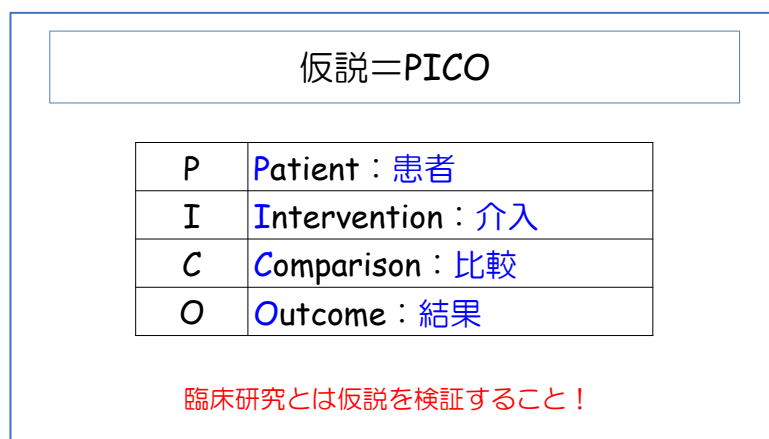 仮説＝PICO
P Patient：患者
I Intervention：介入
C Comparison：比較
O Outcome：結果
臨床研究とは仮説を検証すること！